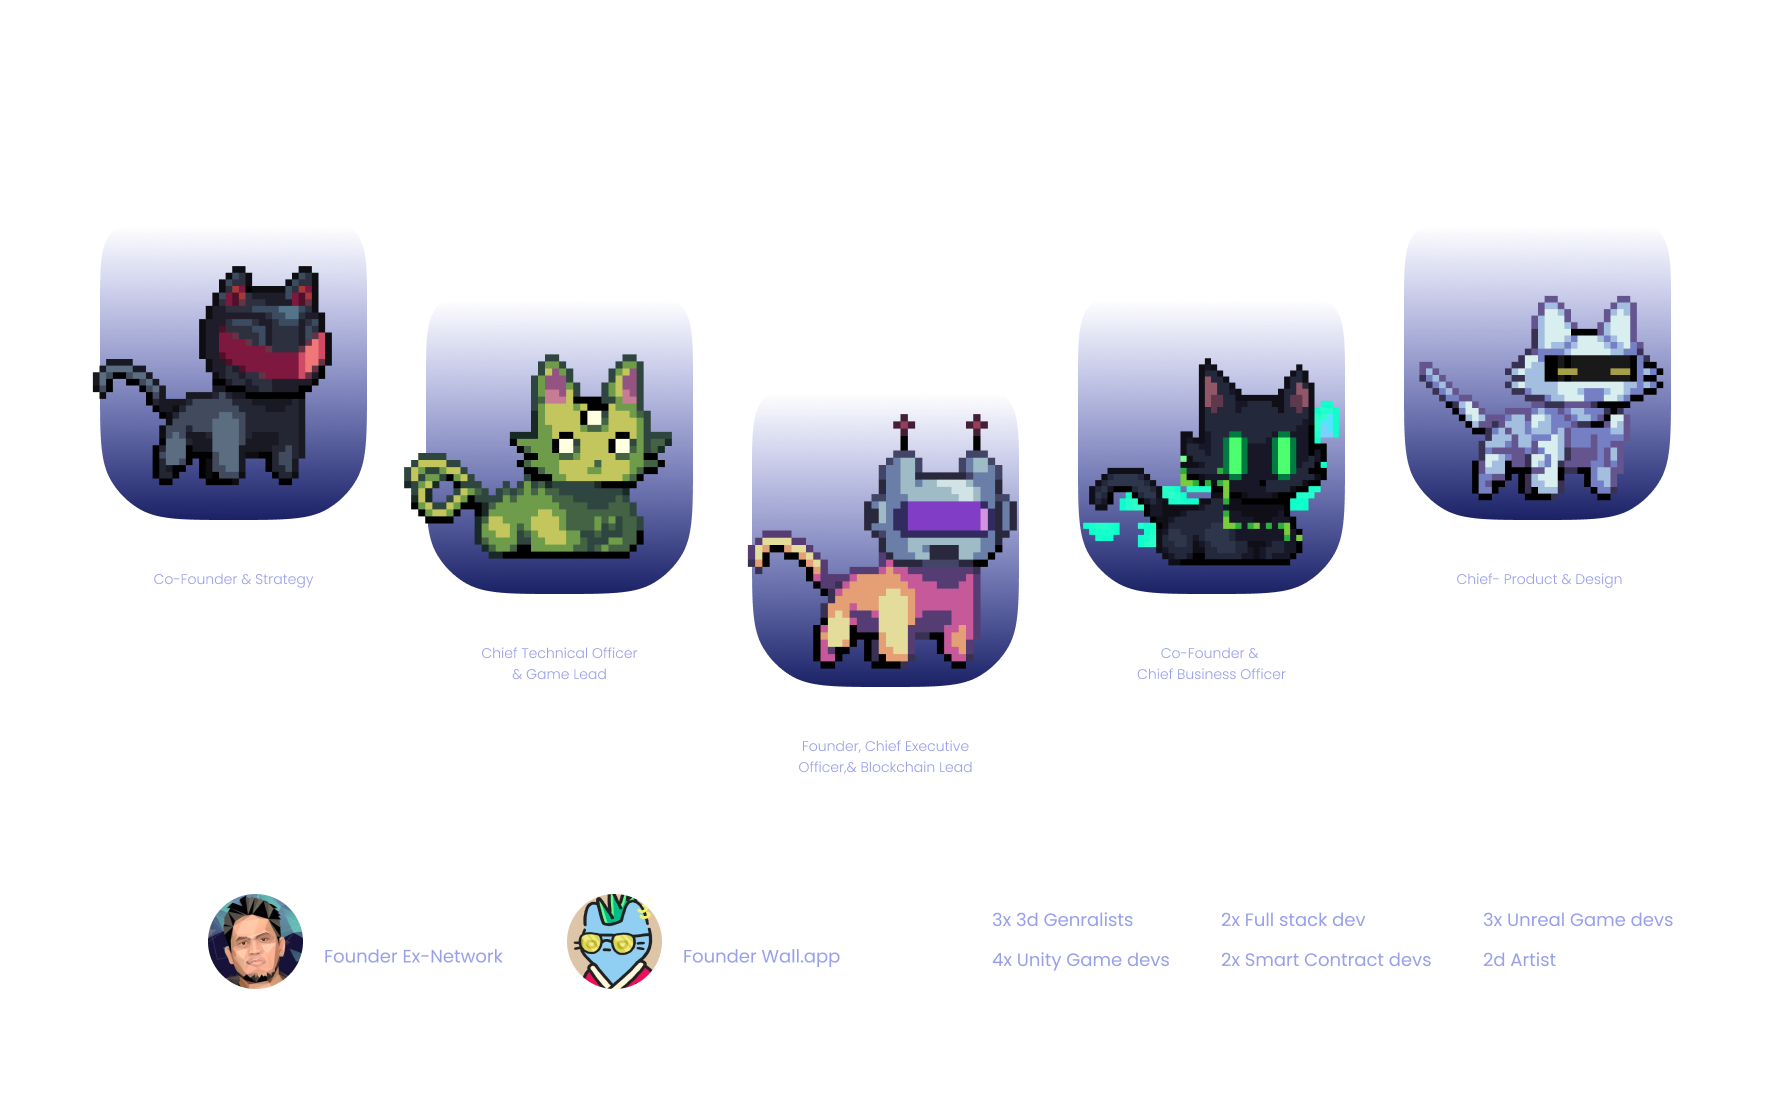 Co-Founder & Strategy
Chief Technical Officer
& Game Lead
Founder, Chief Executive
Officer,& Blockchain Lead
Co-Founder &
Chief Business Officer
Chief- Product & Design
Founder Ex-Network
Founder Wall.app
3x 3d Genralists
2x Full stack dev
3x Unreal Game devs
4x Unity Game devs
2x Smart Contract devs
2d Artist